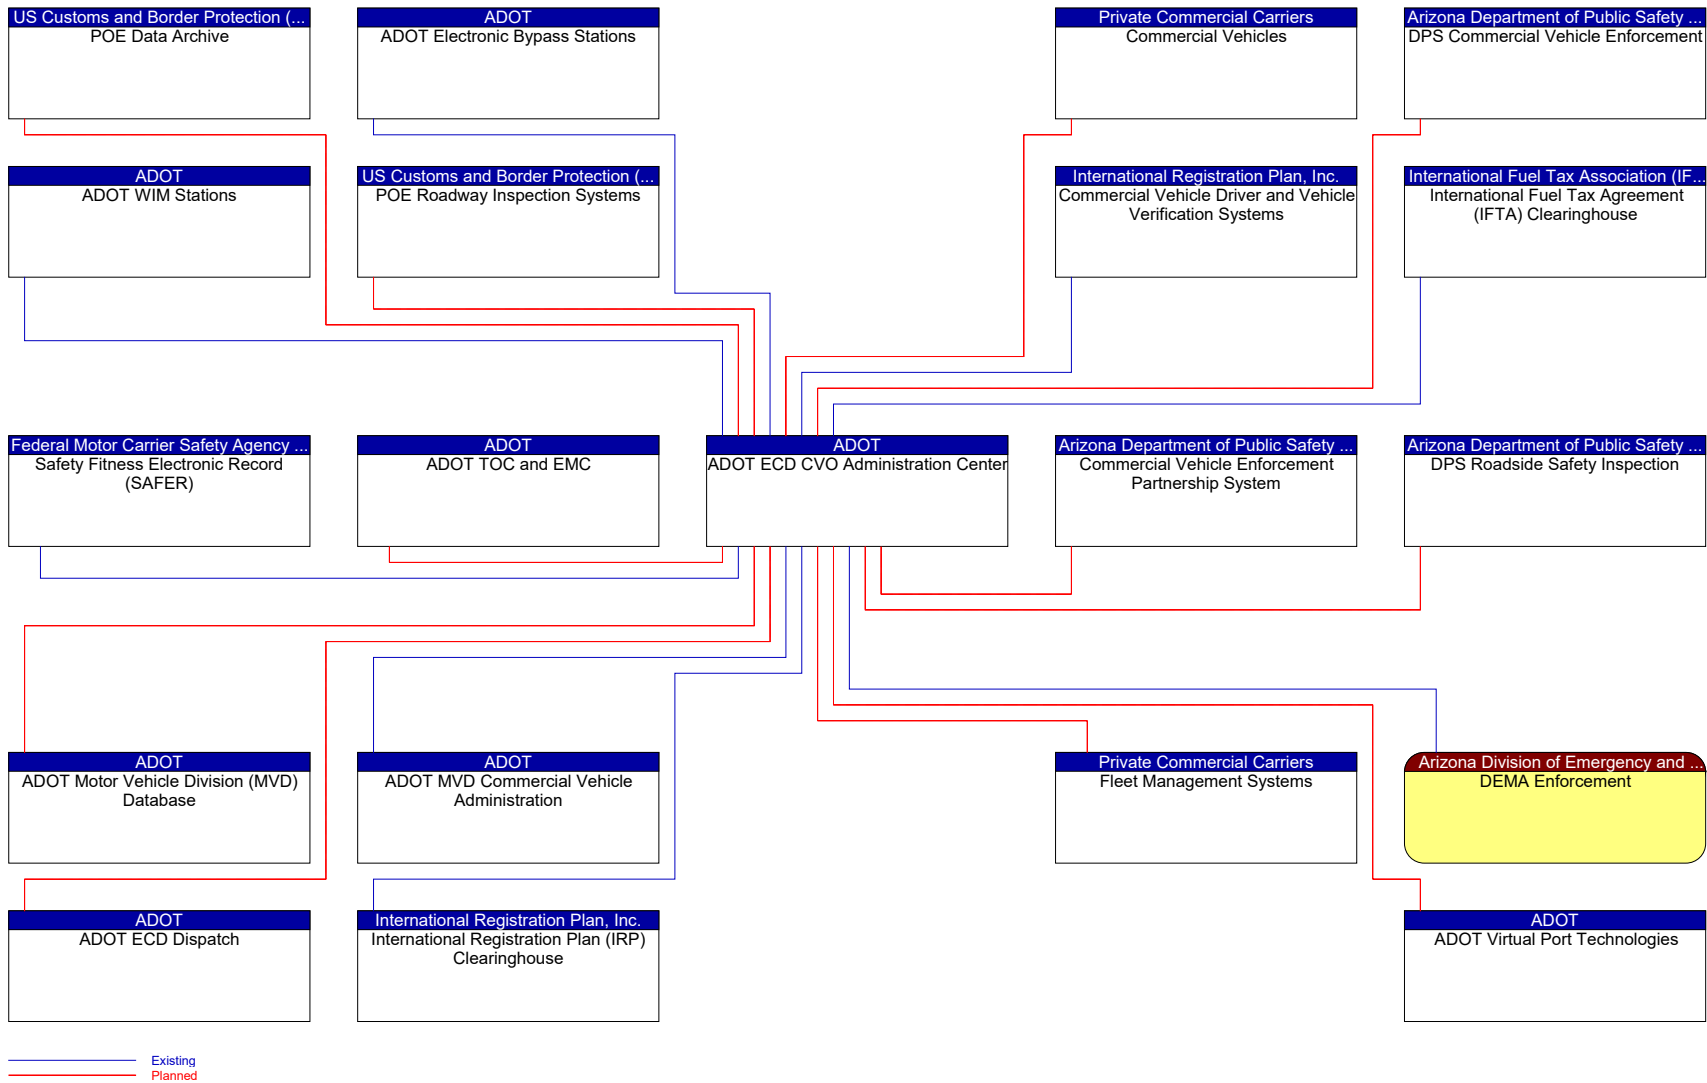 US Customs and Border Protection (...
POE Data Archive
ADOT
ADOT Electronic Bypass Stations
Private Commercial Carriers
Commercial Vehicles
Arizona Department of Public Safety ...
DPS Commercial Vehicle Enforcement
ADOT
ADOT WIM Stations
US Customs and Border Protection (...
POE Roadway Inspection Systems
International Registration Plan, Inc.
Commercial Vehicle Driver and Vehicle
Verification Systems
International Fuel Tax Association (IF...
International Fuel Tax Agreement
(IFTA) Clearinghouse
Federal Motor Carrier Safety Agency ...
Safety Fitness Electronic Record
(SAFER)
ADOT
ADOT TOC and EMC
ADOT
ADOT ECD CVO Administration Center
Arizona Department of Public Safety ...
Commercial Vehicle Enforcement
Partnership System
Arizona Department of Public Safety ...
DPS Roadside Safety Inspection
ADOT
ADOT Motor Vehicle Division (MVD)
Database
ADOT
ADOT MVD Commercial Vehicle
Administration
Private Commercial Carriers
Fleet Management Systems
Arizona Division of Emergency and ...
DEMA Enforcement
ADOT
ADOT ECD Dispatch
International Registration Plan, Inc.
International Registration Plan (IRP)
Clearinghouse
ADOT
ADOT Virtual Port Technologies
Existing
Planned